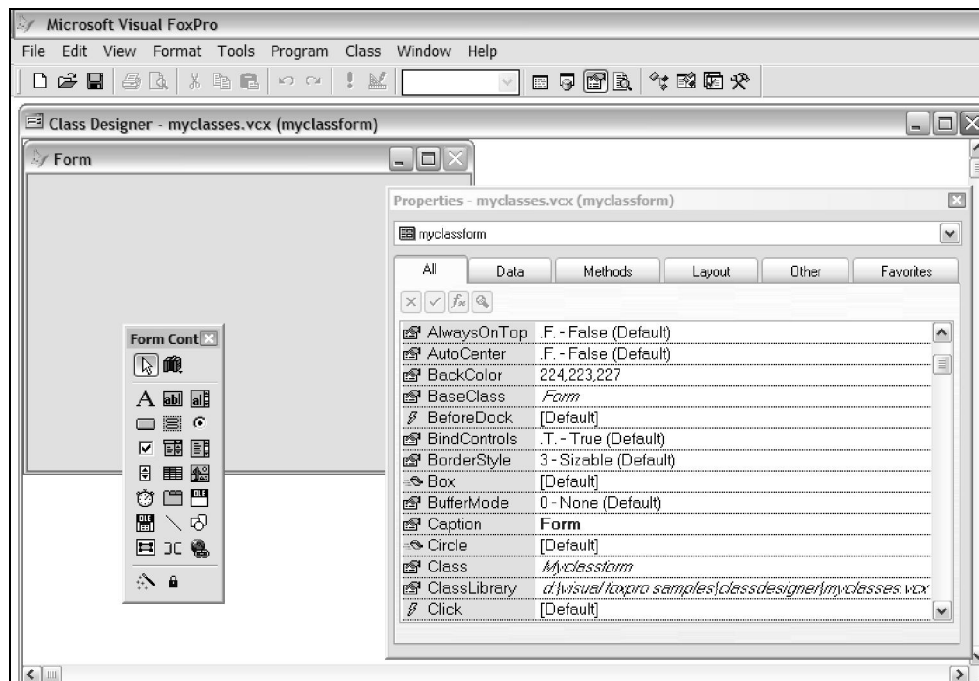 Microsoft Visual FoxPro
File Edit View Format Tools Program Class Window Help
Class Designer - myclasses.vcx (myclassform)
Form
Properties - myclasses.vcx (myclassform)
myclassform
All Data Methods Layout Other Favorites
Form Cont
AlwaysOnTop .F. - False (Default)
AutoCenter .F. - False (Default)
BackColor 224,223,227
BaseClass Form
BeforeDock [Default]
BindControls .T. - True (Default)
BorderStyle 3 - Sizable (Default)
Box [Default]
BufferMode 0 - None (Default)
Caption Form
Circle [Default]
Class Myclassform
ClassLibrary d:\visual foxpro samples\classdesigner\myclasses.vcx
Click [Default]